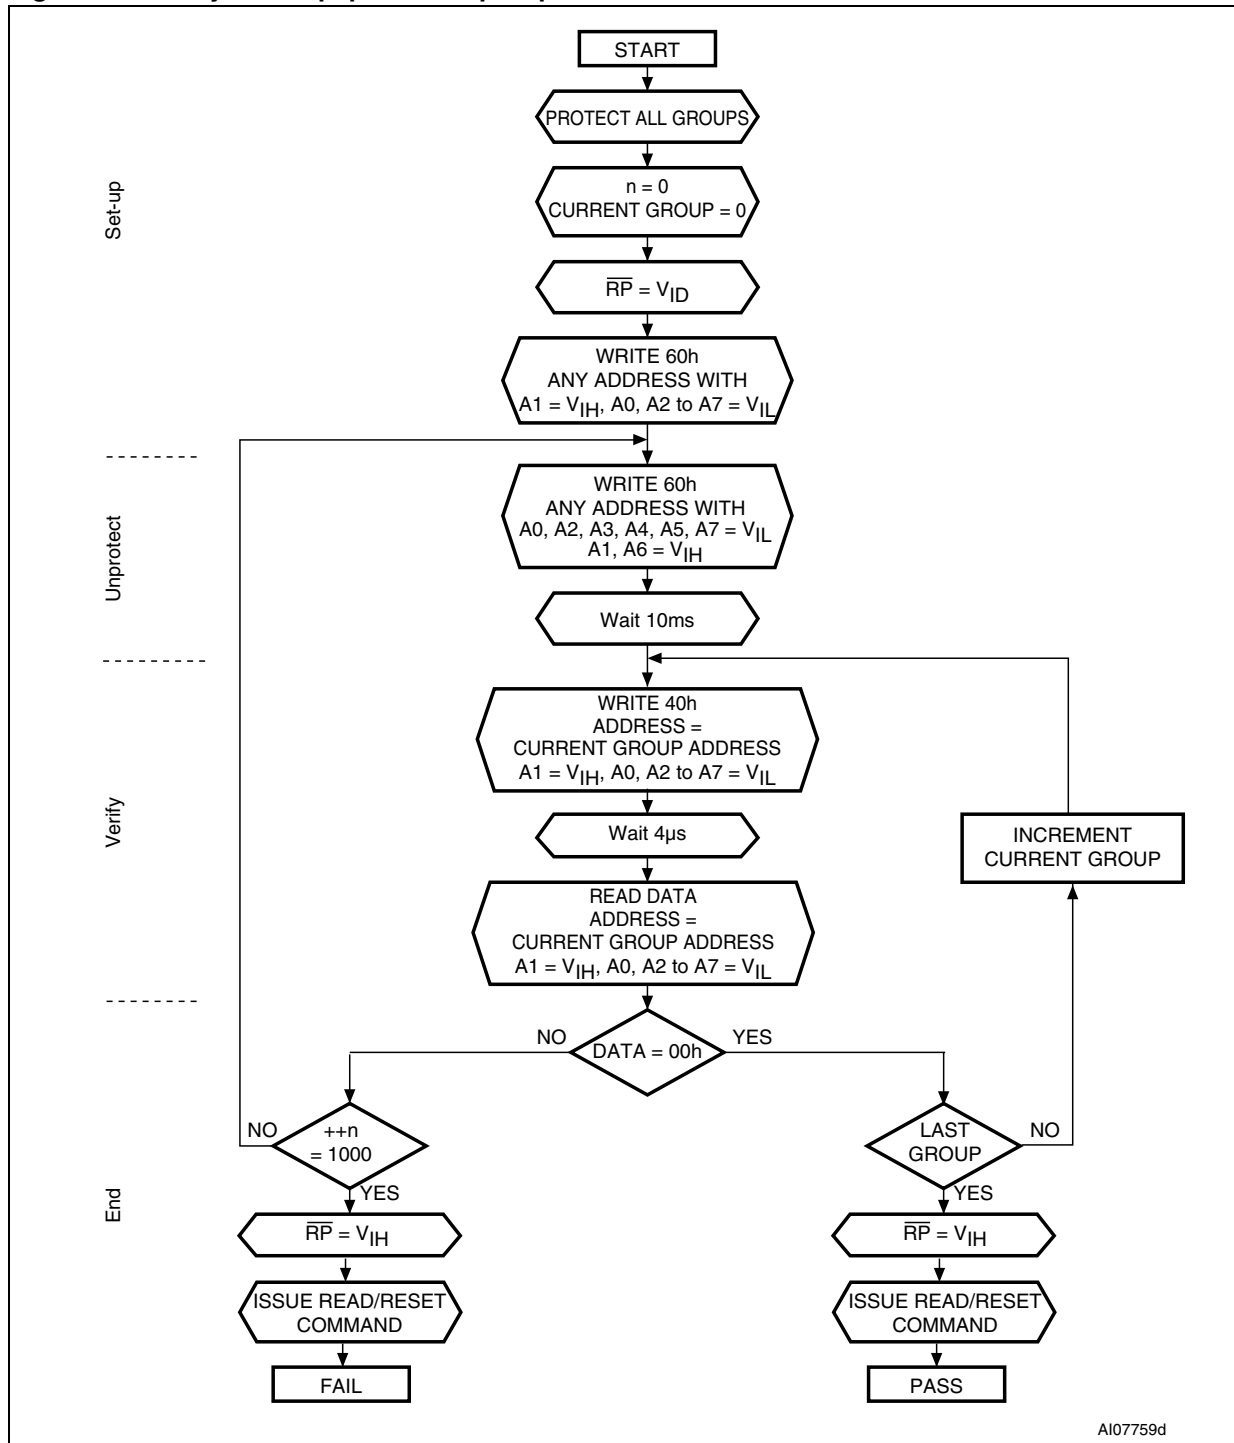 START
PROTECT ALL GROUPS
n = 0
CURRENT GROUP = 0
Set-up
RP = VID
WRITE 60h
ANY ADDRESS WITH
A1 = VIH, A0, A2 to A7 = VIL
Unprotect
WRITE 60h
ANY ADDRESS WITH
A0, A2, A3, A4, A5, A7 = VIL
A1, A6 = VIH
Wait 10ms
Verify
WRITE 40h
ADDRESS =
CURRENT GROUP ADDRESS
A1 = VIH, A0, A2 to A7 = VIL
Wait 4µs
INCREMENT
CURRENT GROUP
READ DATA
ADDRESS =
CURRENT GROUP ADDRESS
A1 = VIH, A0, A2 to A7 = VIL
NO
DATA = 00h
YES
End
NO
++n
= 1000
YES
LAST
GROUP
NO
YES
RP = VIH
RP = VIH
ISSUE READ/RESET
COMMAND
ISSUE READ/RESET
COMMAND
FAIL
PASS
AI07759d